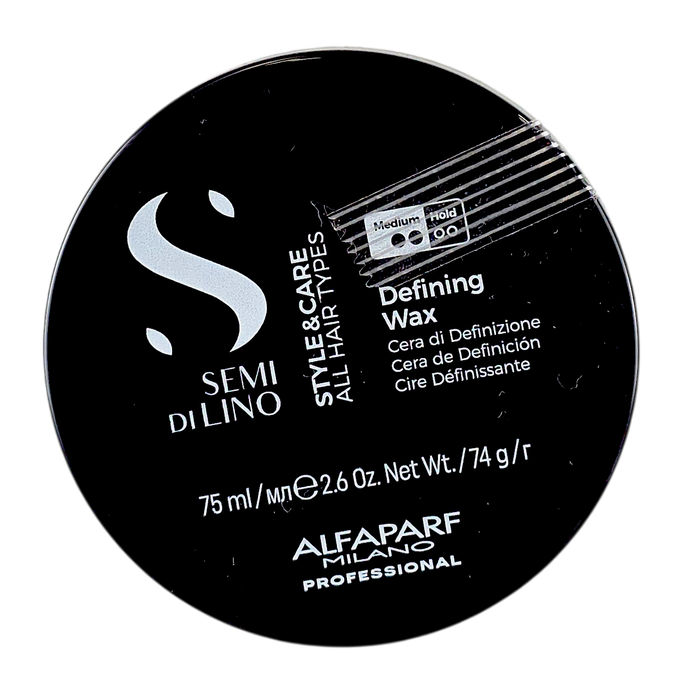 SEMI
DI LINO
STYLE & CARE
ALL HAIR TYPES
Medium Hold
Defining
Wax
Cera di Definizione
Cera de Definición
Cire Définissante
75 ml/мл℮2.6 Oz. Net Wt./74 g/г
ALFAPARF
MILANO
PROFESSIONAL